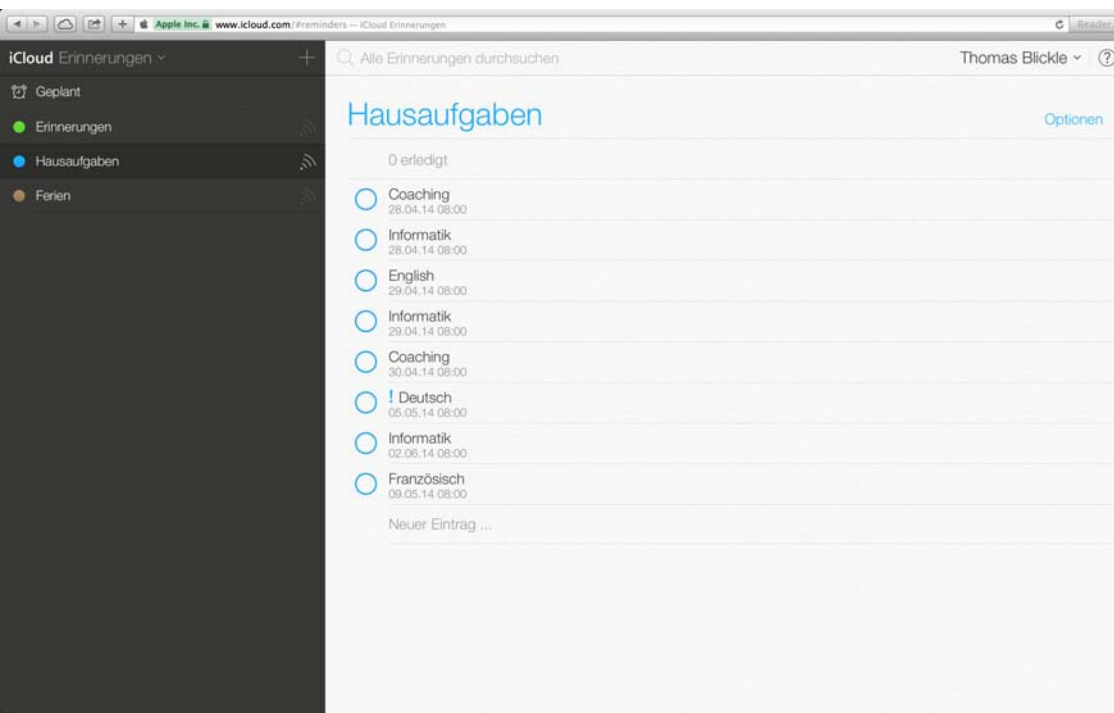 Apple Inc. www.icloud.com/#reminders — iCloud Erinnerungen Reader
iCloud Erinnerungen
Alle Erinnerungen durchsuchen
Thomas Blickle
?
Geplant
Erinnerungen
Hausaufgaben
Ferien
Hausaufgaben
Optionen
0 erledigt
Coaching
28.04.14 08:00
Informatik
28.04.14 08:00
English
29.04.14 08:00
Informatik
29.04.14 08:00
Coaching
30.04.14 08:00
! Deutsch
05.05.14 08:00
Informatik
02.06.14 08:00
Französisch
09.05.14 08:00
Neuer Eintrag ...